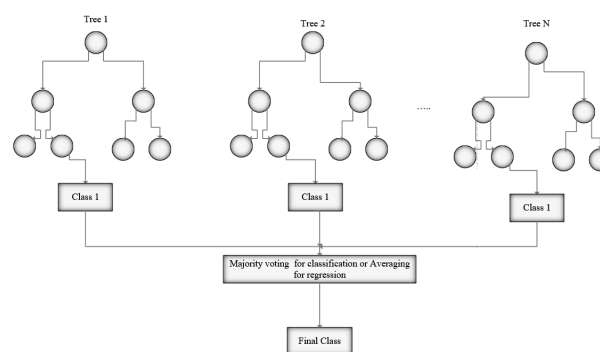 Tree 1
Tree 2
Tree N
.....
Class 1
Class 1
Class 1
Majority voting for classification or Averaging
for regression
Final Class